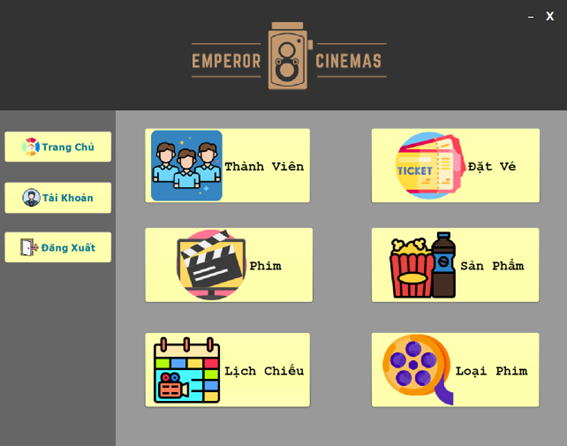 – X
EMPEROR CINEMAS
Trang Chủ
Tài Khoản
Đăng Xuất
Thành Viên
TICKET
Đặt Vé
Phim
Sản Phẩm
Lịch Chiếu
Loại Phim